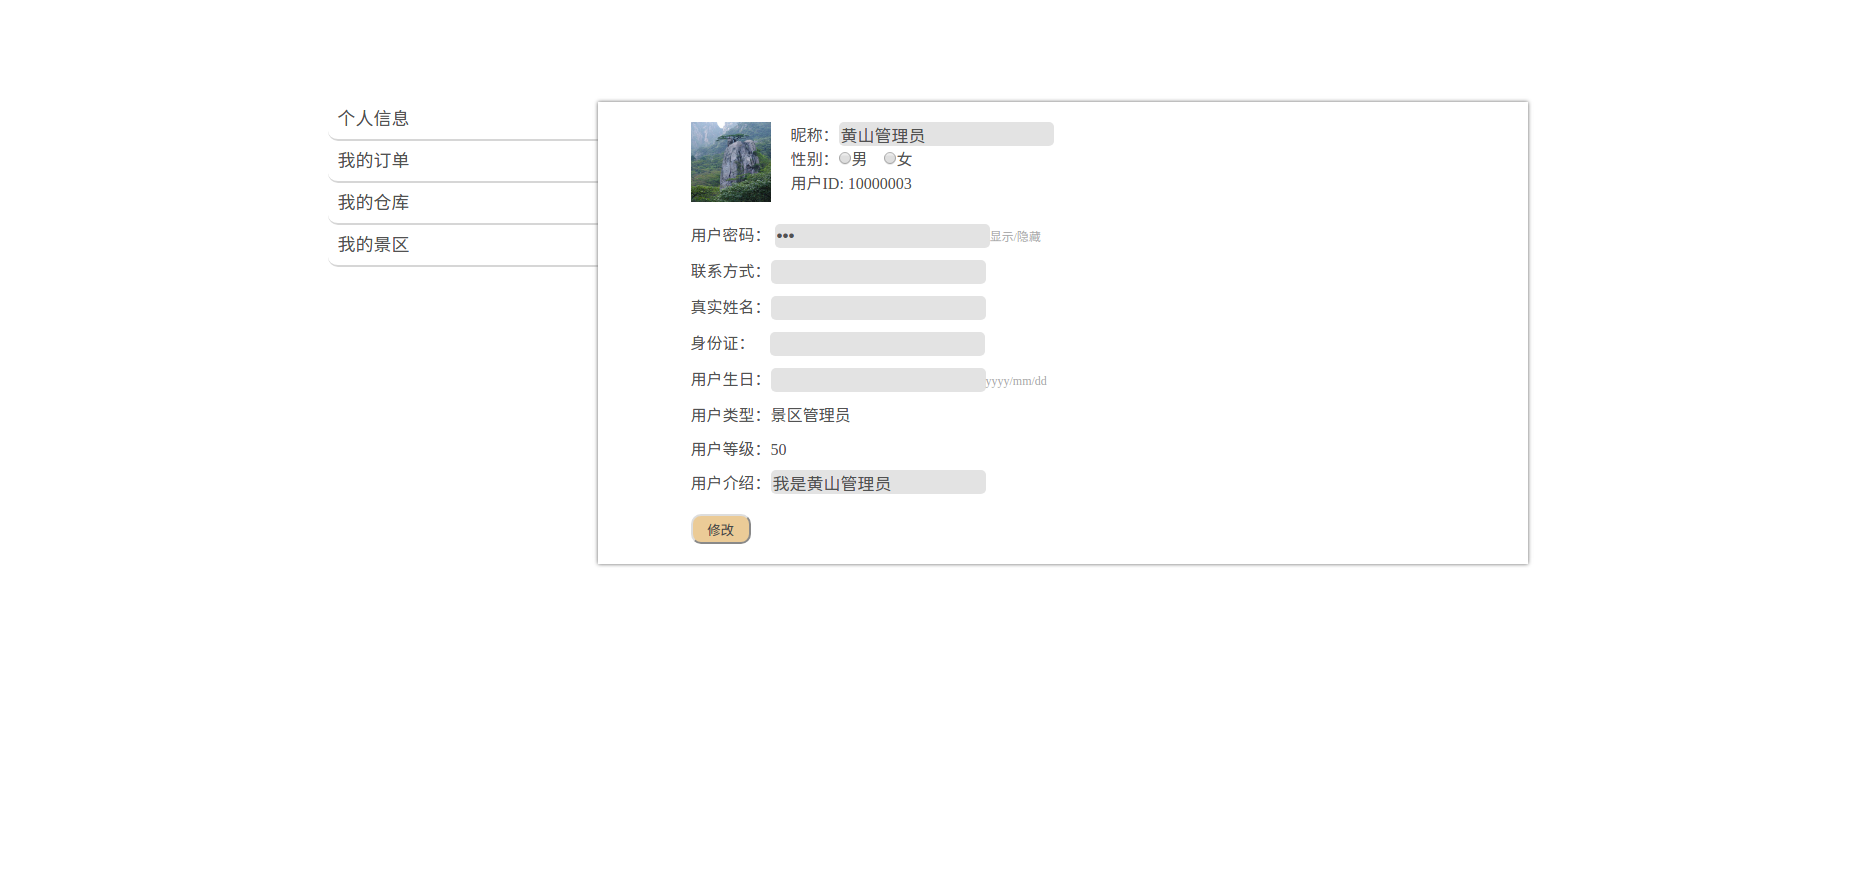 个人信息
我的订单
我的仓库
我的景区
昵称：黄山管理员
性别：男 女
用户ID: 10000003
用户密码：•••显示/隐藏
联系方式：
真实姓名：
身份证：
用户生日：yyyy/mm/dd
用户类型：景区管理员
用户等级：50
用户介绍：我是黄山管理员
修改